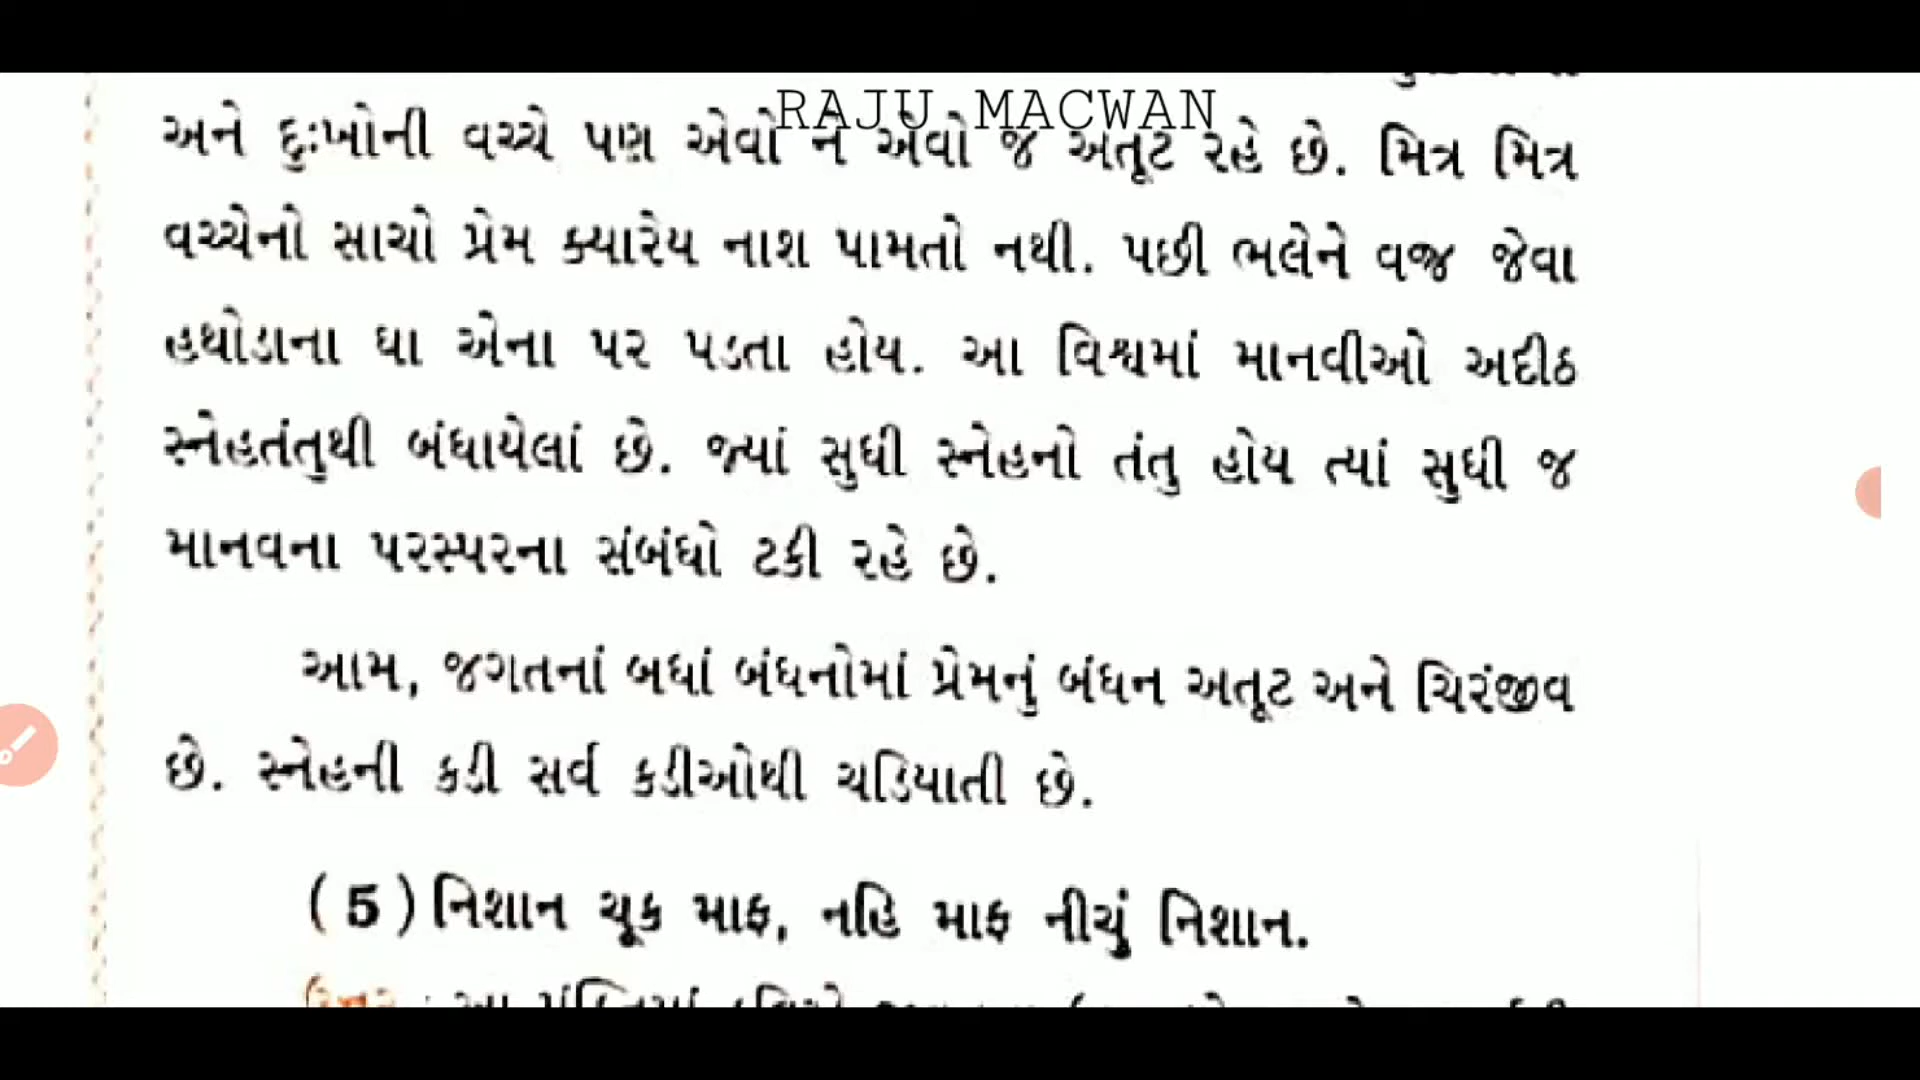 RAJU MACWAN
અને દુઃખોની વચ્ચે પણ એવો ને એવો જ અતૂટ રહે છે. મિત્ર મિત્ર
વચ્ચેનો સાચો પ્રેમ ક્યારેય નાશ પામતો નથી. પછી ભલેને વજ્ર જેવા
હથોડાના ઘા એના પર પડતા હોય. આ વિશ્વમાં માનવીઓ અદીઠ
સ્નેહતંતુથી બંધાયેલાં છે. જ્યાં સુધી સ્નેહનો તંતુ હોય ત્યાં સુધી જ
માનવના પરસ્પરના સંબંધો ટકી રહે છે.
આમ, જગતનાં બધાં બંધનોમાં પ્રેમનું બંધન અતૂટ અને ચિરંજીવ
છે. સ્નેહની કડી સર્વ કડીઓથી ચડિયાતી છે.
(5) નિશાન ચૂક માફ, નહિ માફ નીચું નિશાન.